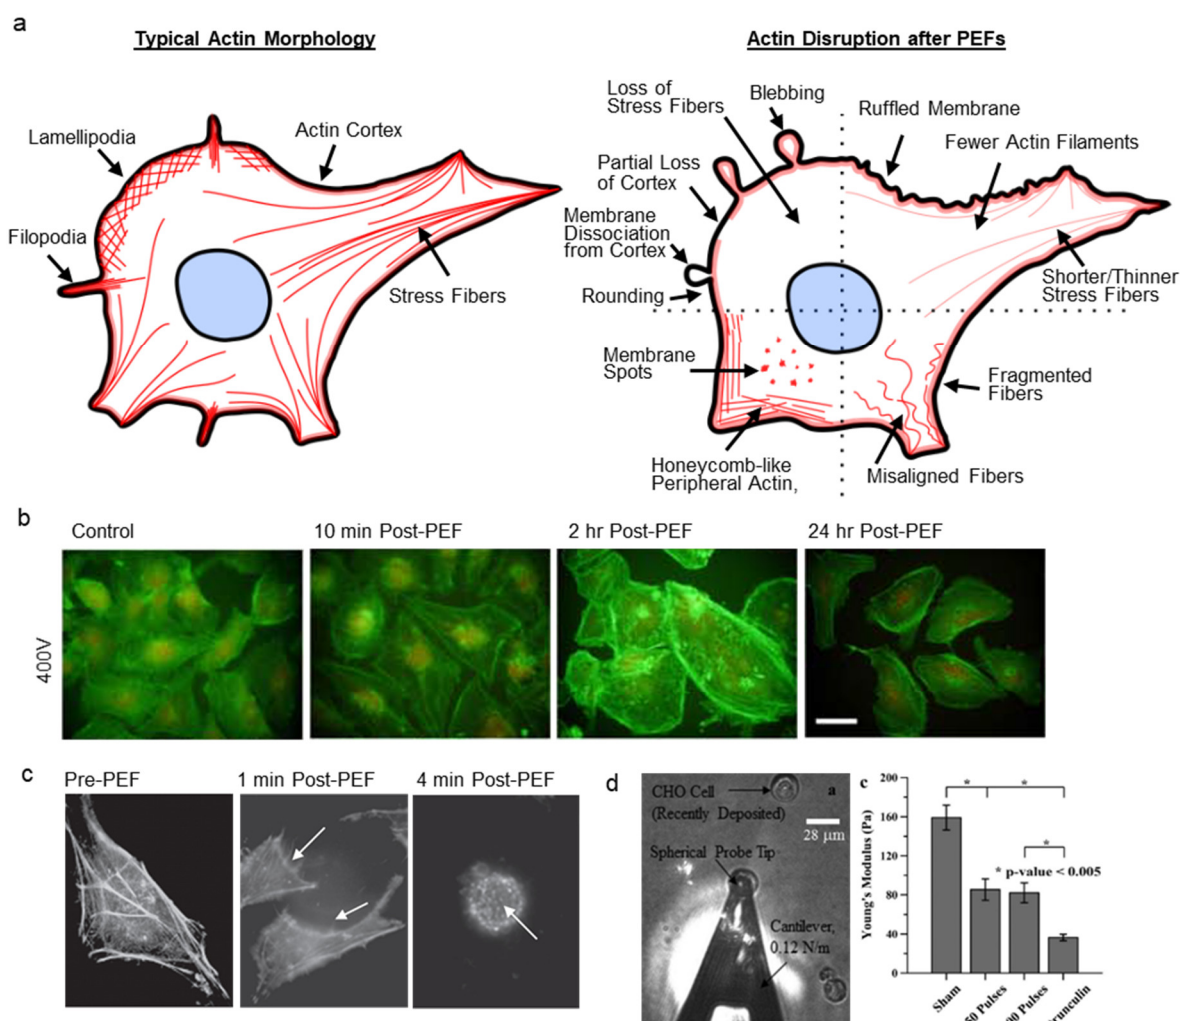 a
Typical Actin Morphology
Lamellipodia
Actin Cortex
Filopodia
Stress Fibers
Actin Disruption after PEFs
Loss of
Stress Fibers
Blebbing
Ruffled Membrane
Fewer Actin Filaments
Partial Loss
of Cortex
Membrane
Dissociation
from Cortex
Rounding
Shorter/Thinner
Stress Fibers
Membrane
Spots
Fragmented
Fibers
Honeycomb-like
Peripheral Actin,
Misaligned Fibers
b
Control
10 min Post-PEF
2 hr Post-PEF
24 hr Post-PEF
400V
c
Pre-PEF
1 min Post-PEF
4 min Post-PEF
d
CHO Cell
(Recently Deposited)
a
28 μm
Spherical Probe Tip
Cantilever,
0.12 N/m
c
Young's Modulus (Pa)
200
160
120
80
40
0
*
*
*
* p-value < 0.005
Sham
50 Pulses
00 Pulses
trunculin